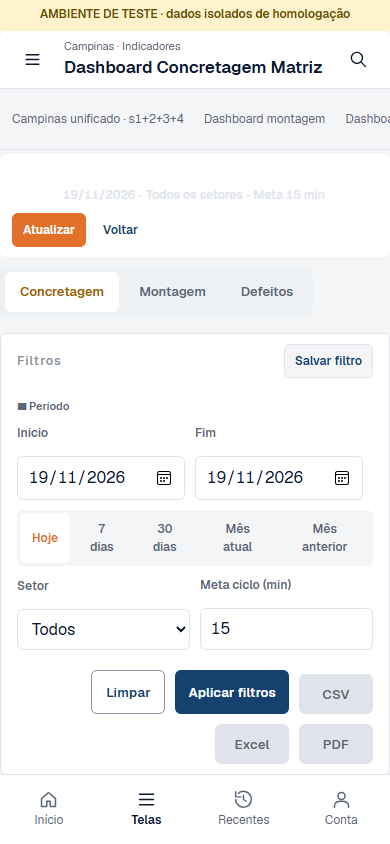 AMBIENTE DE TESTE · dados isolados de homologação
Campinas · Indicadores
Dashboard Concretagem Matriz
Campinas unificado · s1+2+3+4 Dashboard montagem Dashboa
19/11/2026 - Todos os setores - Meta 15 min
Atualizar Voltar
Concretagem Montagem Defeitos
Filtros Salvar filtro
Período
Início Fim
19/11/2026 19/11/2026
Hoje 7 dias 30 dias Mês atual Mês anterior
Setor Meta ciclo (min)
Todos 15
Limpar Aplicar filtros CSV
Excel PDF
Início Telas Recentes Conta